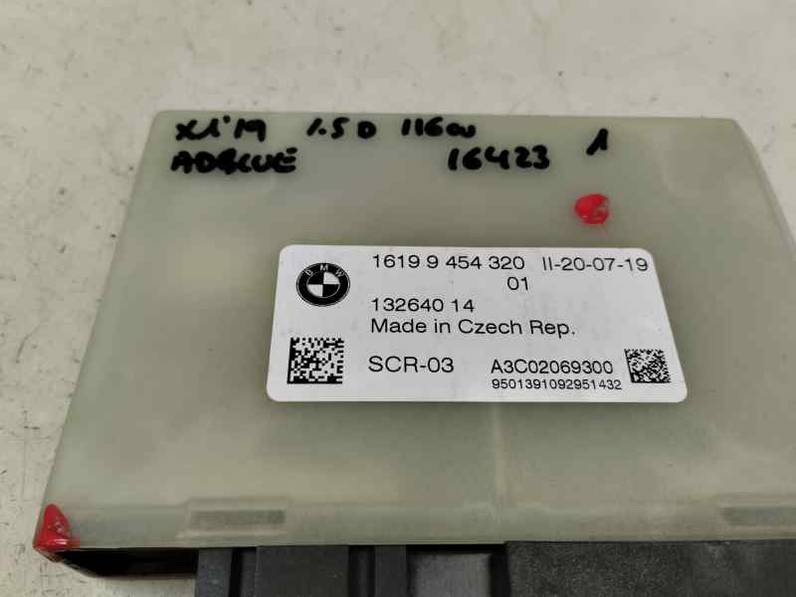 X1'19 1.5D 116cv 1
ADBLUE 16423
BMW
1619 9 454 320 II-20-07-19
01
132640 14
Made in Czech Rep.
SCR-03 A3C02069300
9501391092951432